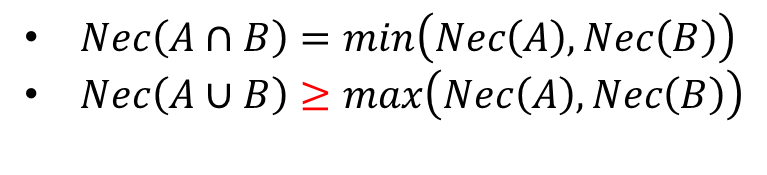 • Nec(A ∩ B) = min(Nec(A), Nec(B))
• Nec(A ∪ B) ≥ max(Nec(A), Nec(B))